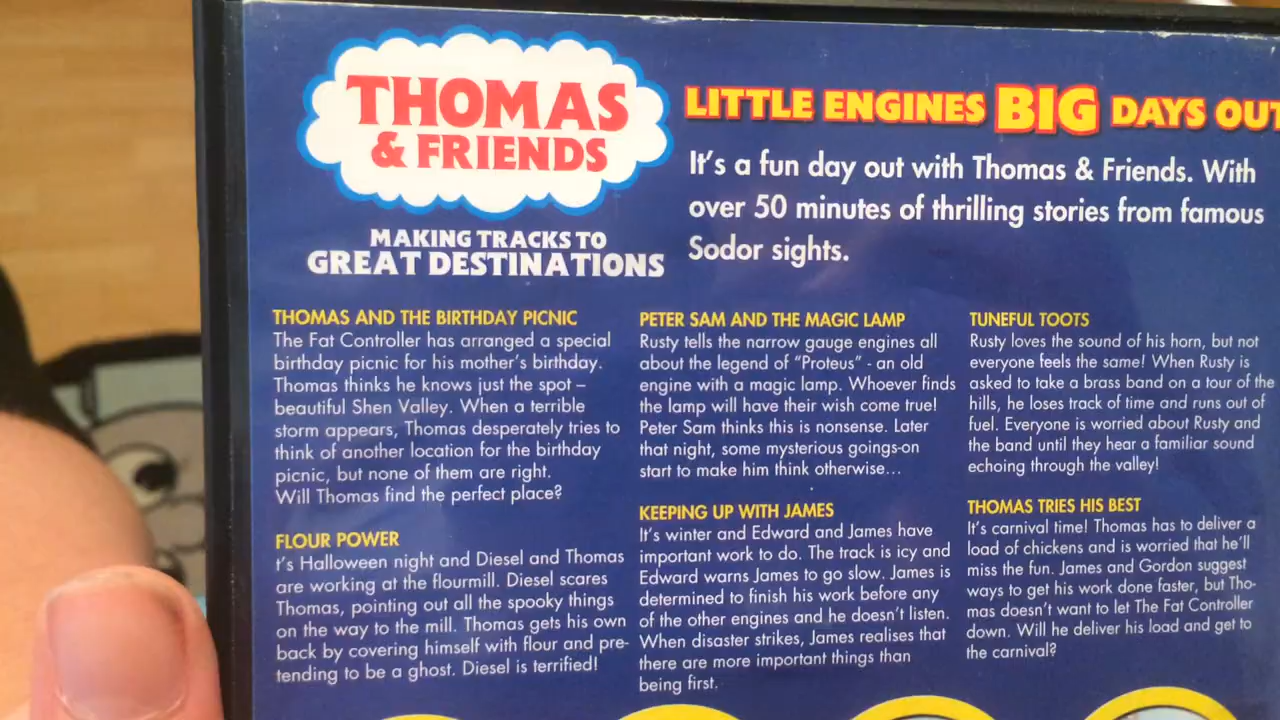 THOMAS
& FRIENDS
MAKING TRACKS TO
GREAT DESTINATIONS
LITTLE ENGINES BIG DAYS OUT
It's a fun day out with Thomas & Friends. With
over 50 minutes of thrilling stories from famous
Sodor sights.
THOMAS AND THE BIRTHDAY PICNIC
The Fat Controller has arranged a special
birthday picnic for his mother's birthday.
Thomas thinks he knows just the spot –
beautiful Shen Valley. When a terrible
storm appears, Thomas desperately tries to
think of another location for the birthday
picnic, but none of them are right.
Will Thomas find the perfect place?
FLOUR POWER
t's Halloween night and Diesel and Thomas
are working at the flourmill. Diesel scares
Thomas, pointing out all the spooky things
on the way to the mill. Thomas gets his own
back by covering himself with flour and pre-
tending to be a ghost. Diesel is terrified!
PETER SAM AND THE MAGIC LAMP
Rusty tells the narrow gauge engines all
about the legend of "Proteus" - an old
engine with a magic lamp. Whoever finds
the lamp will have their wish come true!
Peter Sam thinks this is nonsense. Later
that night, some mysterious goings-on
start to make him think otherwise...
KEEPING UP WITH JAMES
It's winter and Edward and James have
important work to do. The track is icy and
Edward warns James to go slow. James is
determined to finish his work before any
of the other engines and he doesn't listen.
When disaster strikes, James realises that
there are more important things than
being first.
TUNEFUL TOOTS
Rusty loves the sound of his horn, but not
everyone feels the same! When Rusty is
asked to take a brass band on a tour of the
hills, he loses track of time and runs out of
fuel. Everyone is worried about Rusty and
the band until they hear a familiar sound
echoing through the valley!
THOMAS TRIES HIS BEST
It's carnival time! Thomas has to deliver a
load of chickens and is worried that he'll
miss the fun. James and Gordon suggest
ways to get his work done faster, but Tho-
mas doesn't want to let The Fat Controller
down. Will he deliver his load and get to
the carnival?